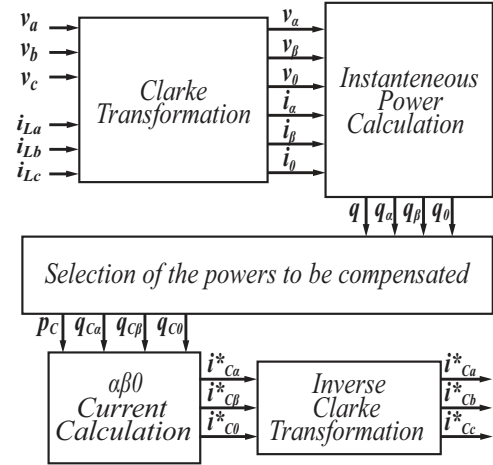 v_a
v_b
v_c
i_La
i_Lb
i_Lc
Clarke
Transformation
v_α
v_β
v_0
i_α
i_β
i_0
Instanteneous
Power
Calculation
q q_α q_β q_0
Selection of the powers to be compensated
p_C q_Cα q_Cβ q_C0
αβ0
Current
Calculation
i*_Cα
i*_Cβ
i*_C0
Inverse
Clarke
Transformation
i*_Ca
i*_Cb
i*_Cc